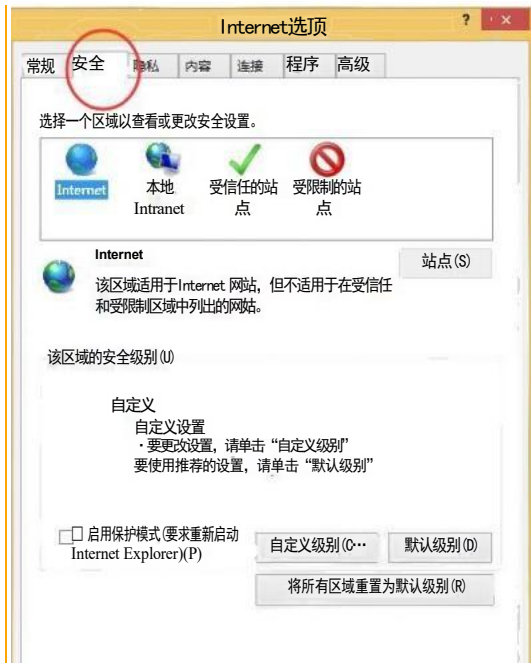 Internet选顶
? X
常规 安全 隐私 内容 连接 程序 高级
选择一个区域以查看或更改安全设置。
Internet 本地 受信任的站 受限制的站
Intranet 点 点
Internet
站点(S)
该区域适用于Internet 网站, 但不适用于在受信任
和受限制区域中列出的网站。
该区域的安全级别(U)
自定义
自定义设置
·要更改设置, 请单击“自定义级别”
要使用推荐的设置, 请单击“默认级别”
启用保护模式(要求重新启动
Internet Explorer)(P)
自定义级别(C… 默认级别(D)
将所有区域重置为默认级别(R)